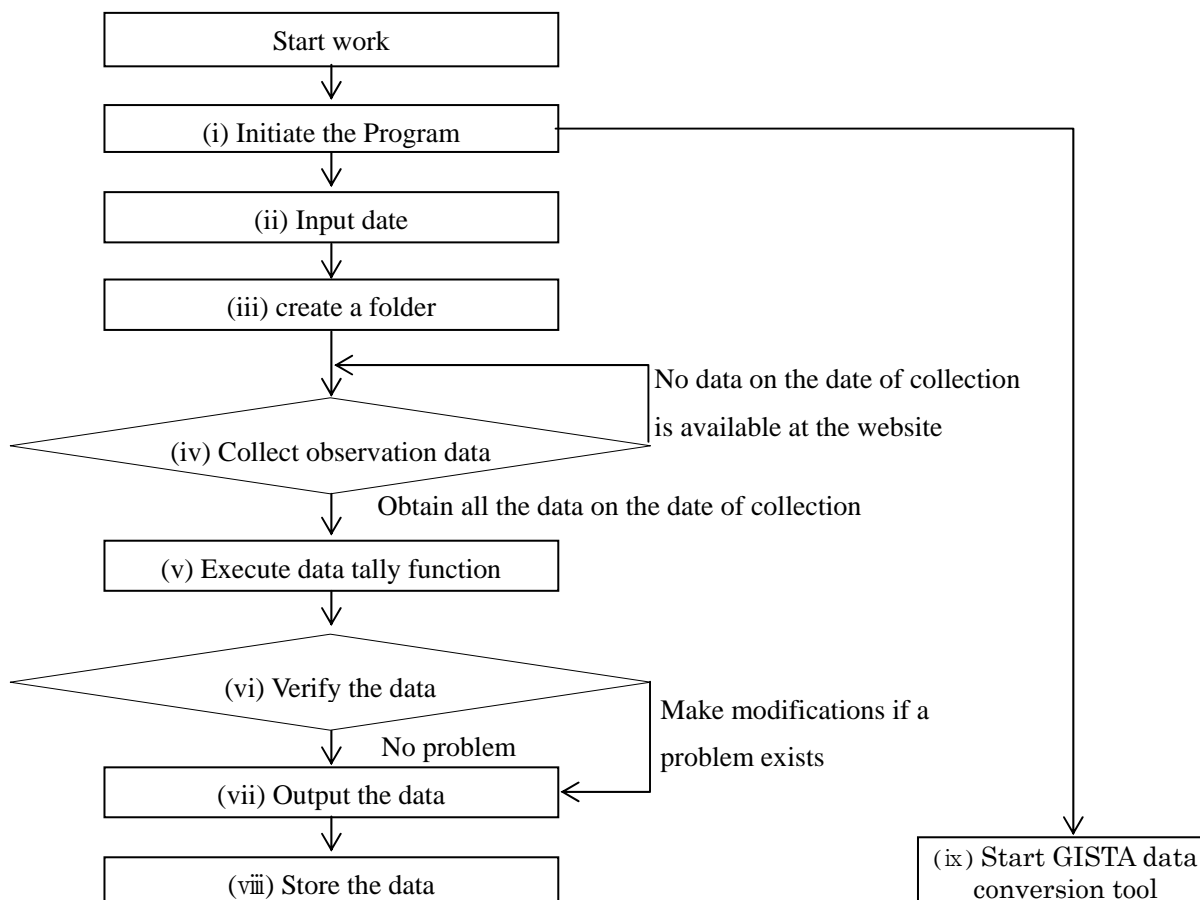 Start work
(i) Initiate the Program
(ii) Input date
(iii) create a folder
No data on the date of collection
is available at the website
(iv) Collect observation data
Obtain all the data on the date of collection
(v) Execute data tally function
(vi) Verify the data
Make modifications if a
problem exists
No problem
(vii) Output the data
(ⅷ) Store the data
(ⅸ) Start GISTA data
conversion tool